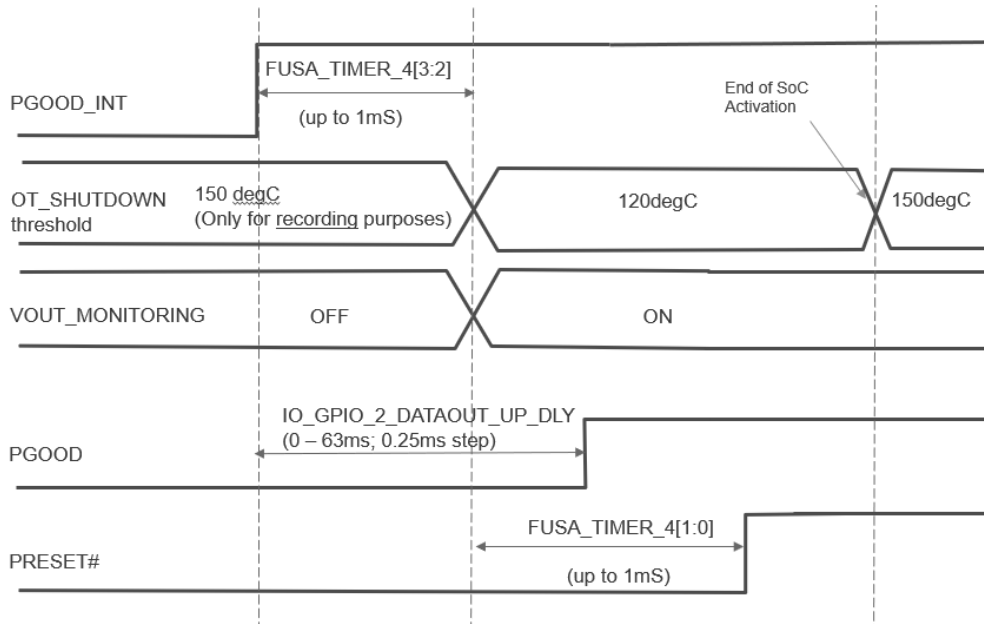 FUSA_TIMER_4[3:2]
(up to 1mS)
PGOOD_INT
End of SoC
Activation
OT_SHUTDOWN
threshold
150 degC
(Only for recording purposes)
120degC
150degC
VOUT_MONITORING
OFF
ON
IO_GPIO_2_DATAOUT_UP_DLY
(0 – 63ms; 0.25ms step)
PGOOD
FUSA_TIMER_4[1:0]
(up to 1mS)
PRESET#